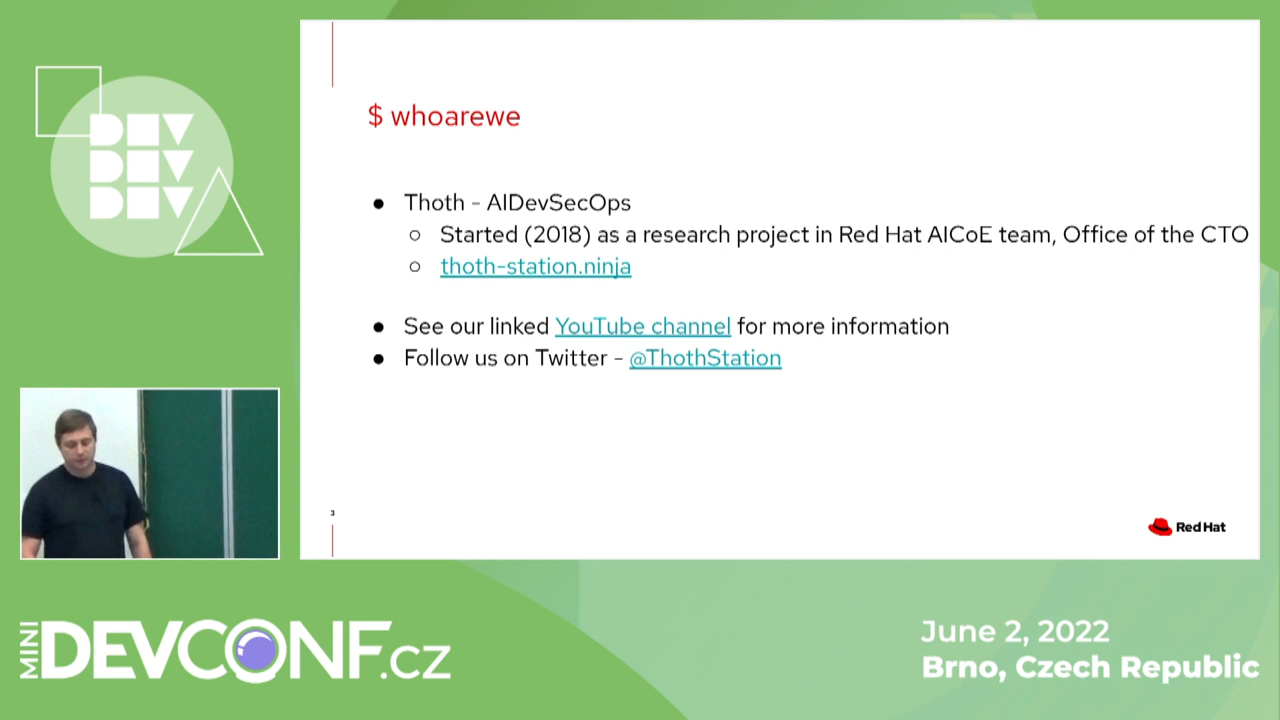 DEV
DEV
DEV
$ whoarewe
● Thoth - AIDevSecOps
○ Started (2018) as a research project in Red Hat AICoE team, Office of the CTO
○ thoth-station.ninja
● See our linked YouTube channel for more information
● Follow us on Twitter - @ThothStation
3
Red Hat
MINI DEVCONF.CZ
June 2, 2022
Brno, Czech Republic